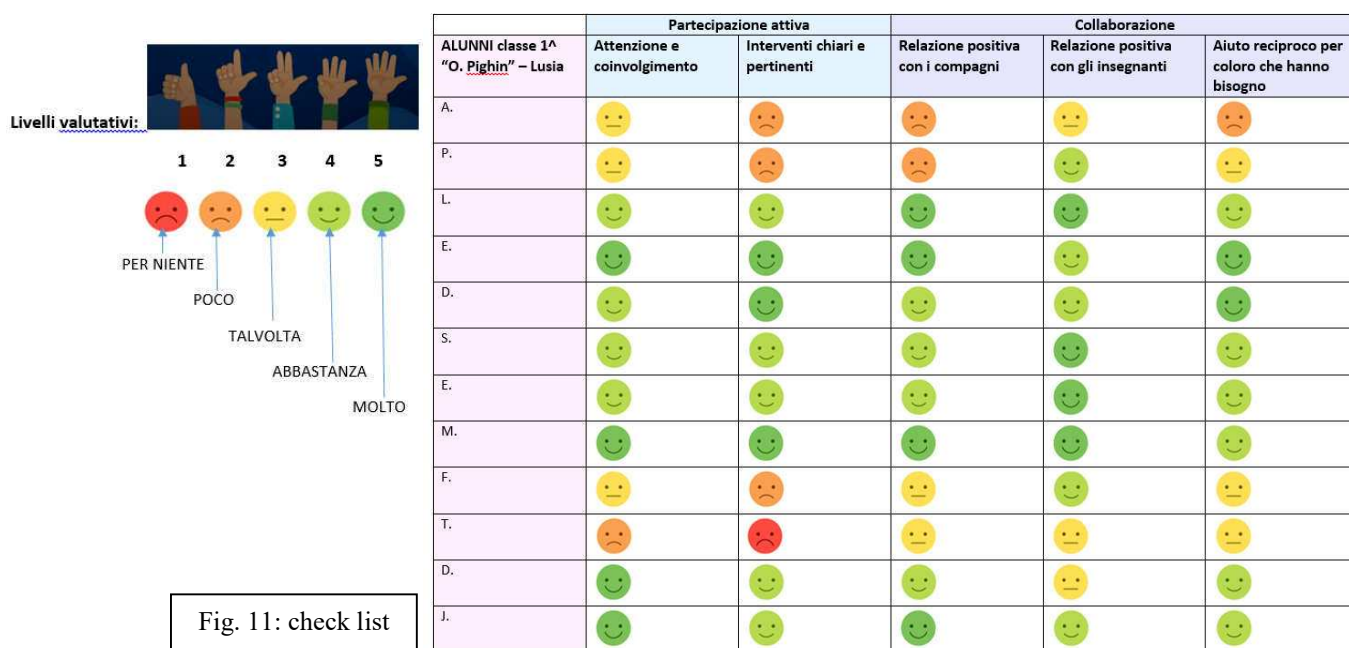 Livelli valutativi:
1 2 3 4 5
PER NIENTE
POCO
TALVOLTA
ABBASTANZA
MOLTO
Fig. 11: check list
Partecipazione attiva
Collaborazione
ALUNNI classe 1^
“O. Pighin” – Lusia
Attenzione e
coinvolgimento
Interventi chiari e
pertinenti
Relazione positiva
con i compagni
Relazione positiva
con gli insegnanti
Aiuto reciproco per
coloro che hanno
bisogno
A.
P.
L.
E.
D.
S.
E.
M.
F.
T.
D.
J.